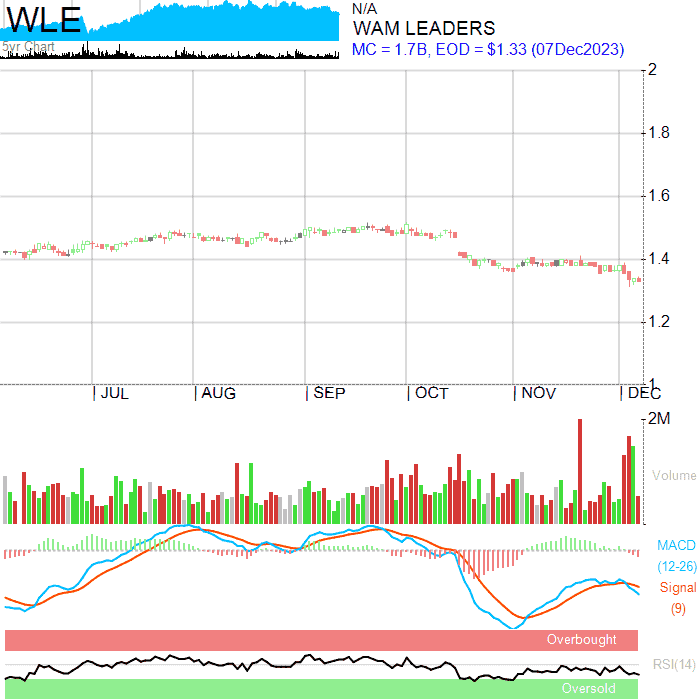 WLE
5yr Chart
N/A
WAM LEADERS
MC = 1.7B, EOD = $1.33 (07Dec2023)
2
1.8
1.6
1.4
1.2
1
JUL AUG SEP OCT NOV DEC
2M
Volume
MACD
(12-26)
Signal
(9)
Overbought
RSI(14)
Oversold